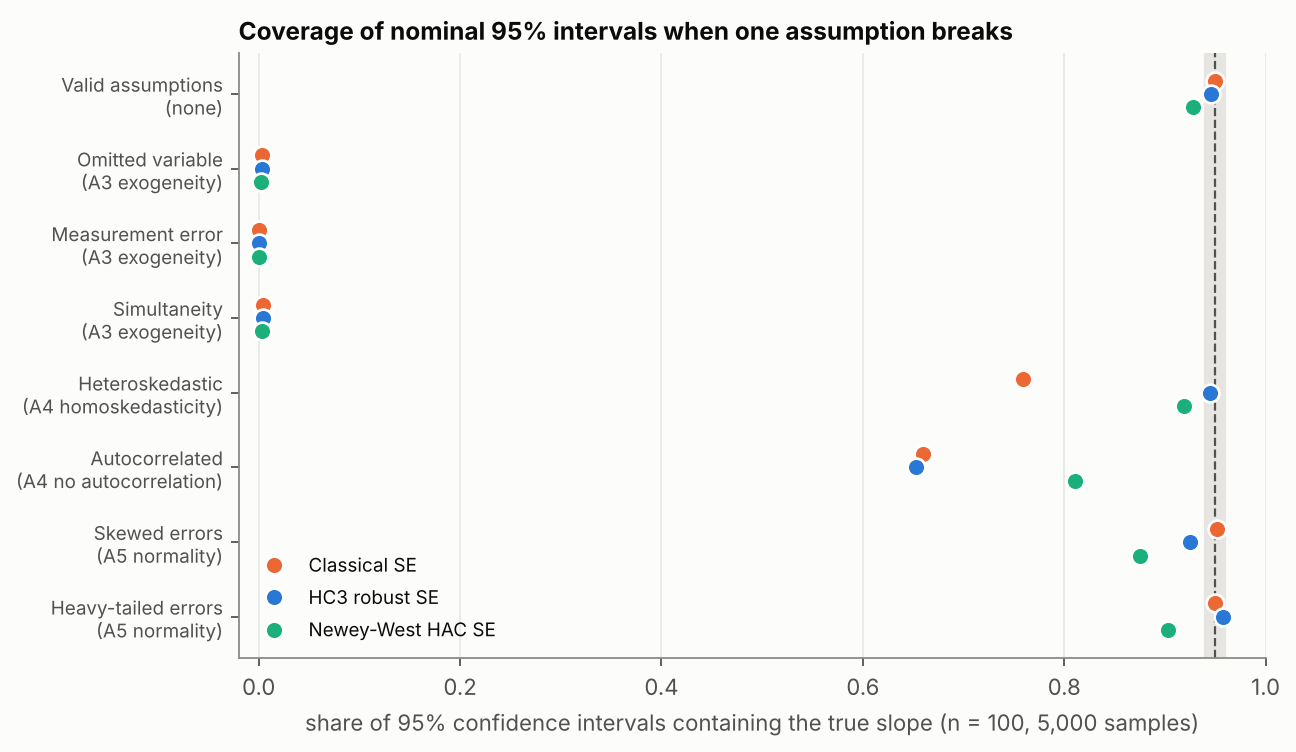 Coverage of nominal 95% intervals when one assumption breaks
Valid assumptions
(none)
Omitted variable
(A3 exogeneity)
Measurement error
(A3 exogeneity)
Simultaneity
(A3 exogeneity)
Heteroskedastic
(A4 homoskedasticity)
Autocorrelated
(A4 no autocorrelation)
Skewed errors
(A5 normality)
Heavy-tailed errors
(A5 normality)
Classical SE
HC3 robust SE
Newey-West HAC SE
0.0 0.2 0.4 0.6 0.8 1.0
share of 95% confidence intervals containing the true slope (n = 100, 5,000 samples)